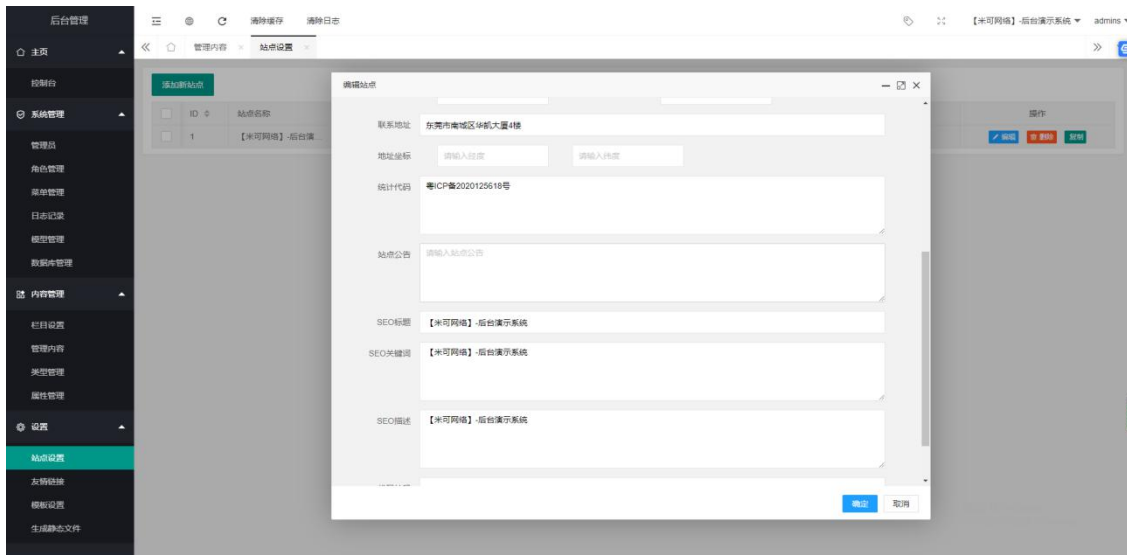 后台管理
清除缓存 清除日志
【米可网络】-后台演示系统 admins
主页
管理内容 × 站点设置 ×
控制台
添加新站点
编辑站点
系统管理
ID 站点名称 操作
1 【米可网络】-后台演... 编辑 删除 复制
管理员
角色管理
菜单管理
日志记录
模型管理
数据库管理
内容管理
栏目设置
管理内容
类型管理
属性管理
设置
站点设置
友情链接
模板设置
生成静态文件
联系地址 东莞市南城区华凯大厦4楼
地址坐标 请输入经度 请输入纬度
统计代码 粤ICP备2020125618号
站点公告 请输入站点公告
SEO标题 【米可网络】-后台演示系统
SEO关键词 【米可网络】-后台演示系统
SEO描述 【米可网络】-后台演示系统
确定 取消